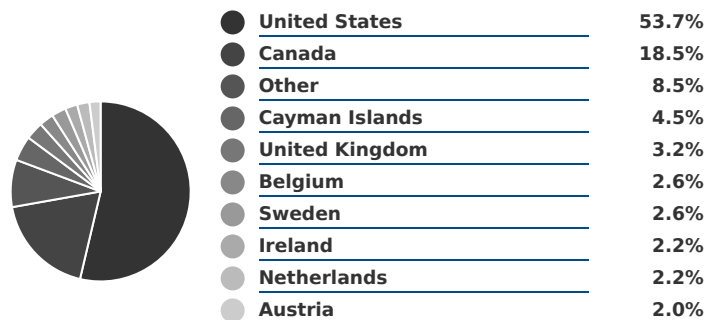 United States 53.7%
Canada 18.5%
Other 8.5%
Cayman Islands 4.5%
United Kingdom 3.2%
Belgium 2.6%
Sweden 2.6%
Ireland 2.2%
Netherlands 2.2%
Austria 2.0%